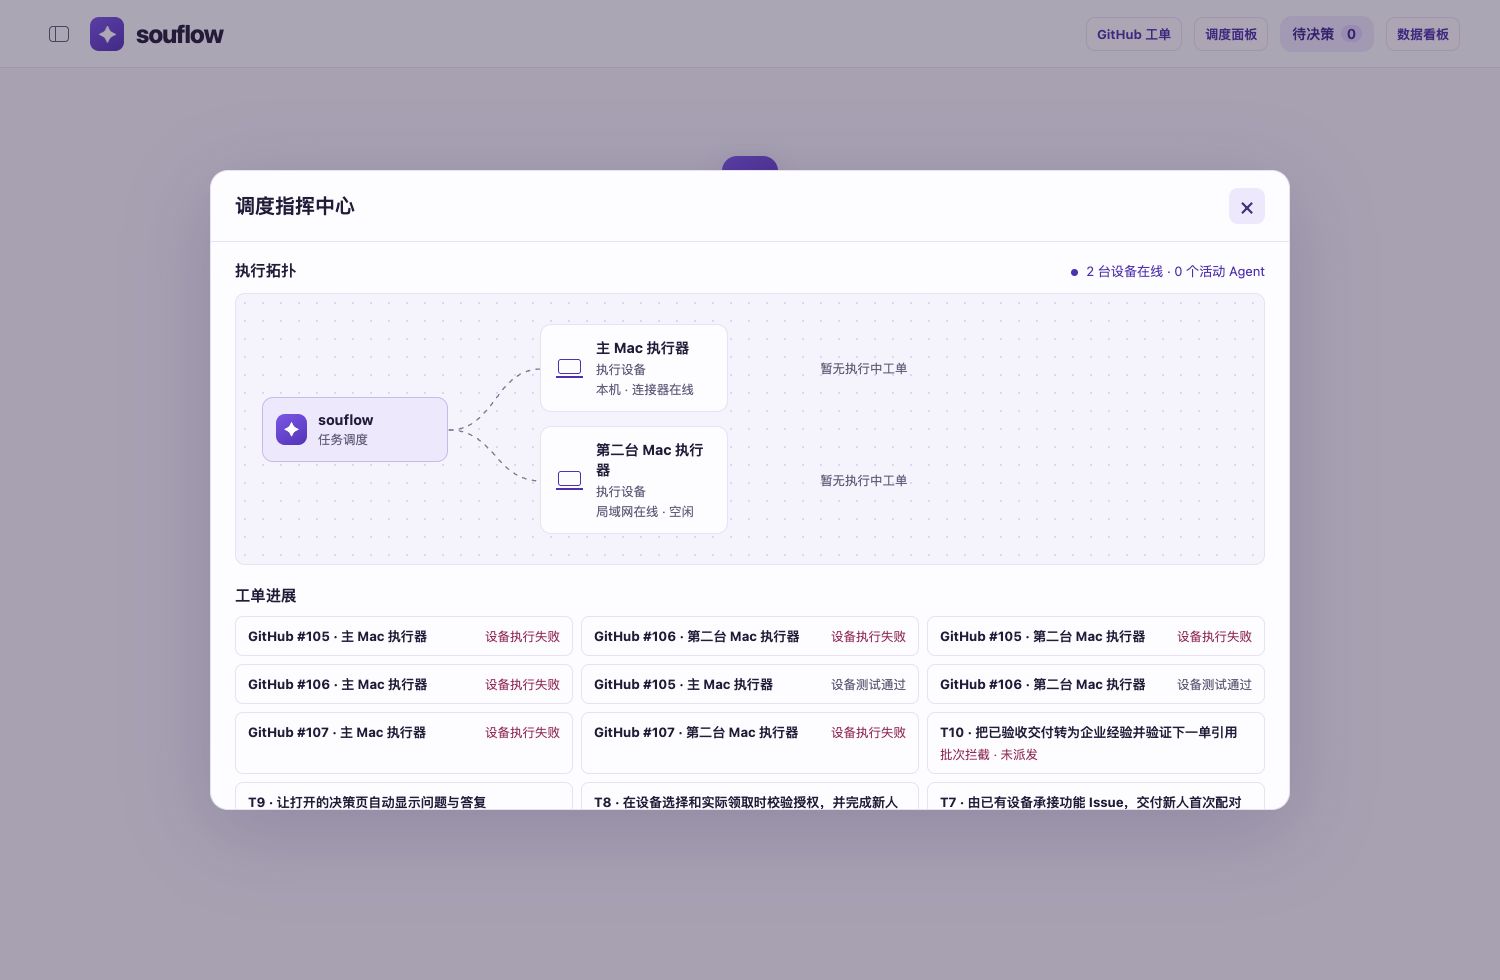 souflow
GitHub 工单
调度面板
待决策 0
数据看板
调度指挥中心
执行拓扑
2 台设备在线 · 0 个活动 Agent
souflow
任务调度
主 Mac 执行器
执行设备
本机 · 连接器在线
暂无执行中工单
第二台 Mac 执行
器
执行设备
局域网在线 · 空闲
暂无执行中工单
工单进展
GitHub #105 · 主 Mac 执行器 设备执行失败
GitHub #106 · 第二台 Mac 执行器 设备执行失败
GitHub #105 · 第二台 Mac 执行器 设备执行失败
GitHub #106 · 主 Mac 执行器 设备执行失败
GitHub #105 · 主 Mac 执行器 设备测试通过
GitHub #106 · 第二台 Mac 执行器 设备测试通过
GitHub #107 · 主 Mac 执行器 设备执行失败
GitHub #107 · 第二台 Mac 执行器 设备执行失败
T10 · 把已验收交付转为企业经验并验证下一单引用
批次拦截 · 未派发
T9 · 让打开的决策页自动显示问题与答复
T8 · 在设备选择和实际领取时校验授权，并完成新人
T7 · 由已有设备承接功能 Issue，交付新人首次配对